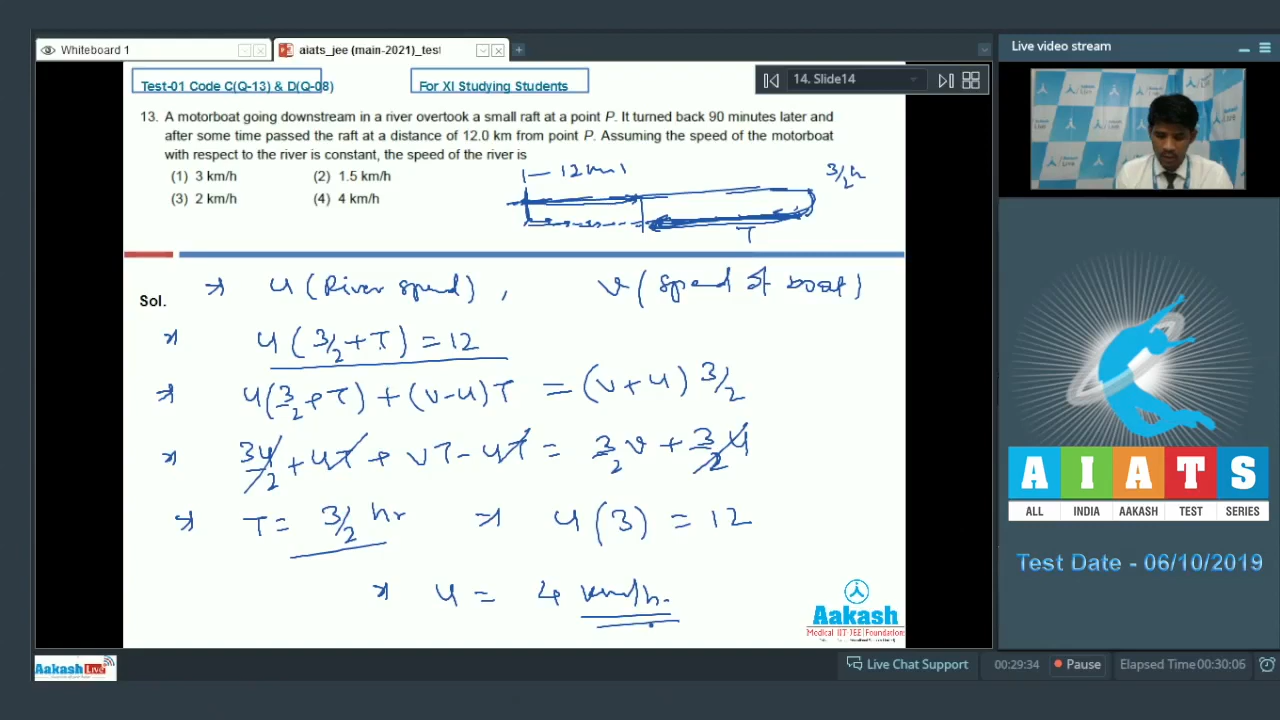 Whiteboard 1
aiats_jee (main-2021)_test
Live video stream
Test-01 Code C(Q-13) & D(Q-08)
For XI Studying Students
14. Slide14
13. A motorboat going downstream in a river overtook a small raft at a point P. It turned back 90 minutes later and
after some time passed the raft at a distance of 12.0 km from point P. Assuming the speed of the motorboat
with respect to the river is constant, the speed of the river is
(1) 3 km/h (2) 1.5 km/h
(3) 2 km/h (4) 4 km/h
12 km
3/2 h
T
Sol.
⇒ u (River speed), v (speed of boat)
⇒ u (3/2 + T) = 12
⇒ u(3/2 + T) + (v-u)T = (v+u) 3/2
⇒ 3u/2 + uT + vT - uT = 3/2 v + 3/2 u
⇒ T = 3/2 hr ⇒ u(3) = 12
⇒ u = 4 km/h.
Aakash
Medical IIT-JEE Foundations
A I A T S
ALL INDIA AAKASH TEST SERIES
Test Date - 06/10/2019
Aakash Live
Live Chat Support
00:29:34
Pause
Elapsed Time 00:30:06